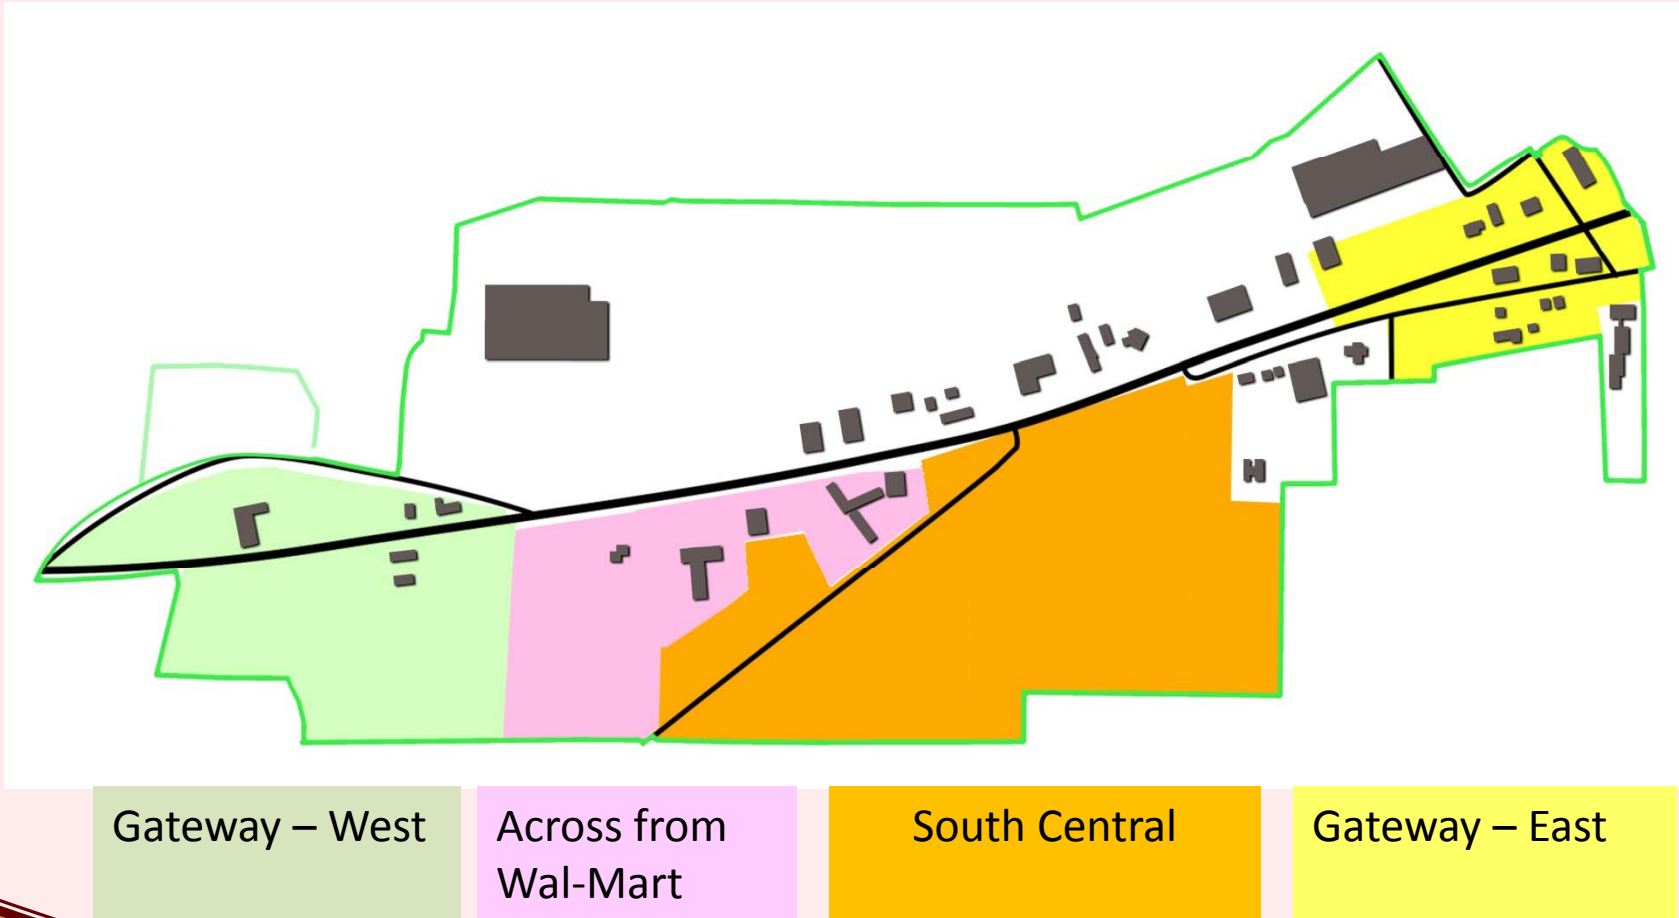 Gateway – West
Across from
Wal-Mart
South Central
Gateway – East